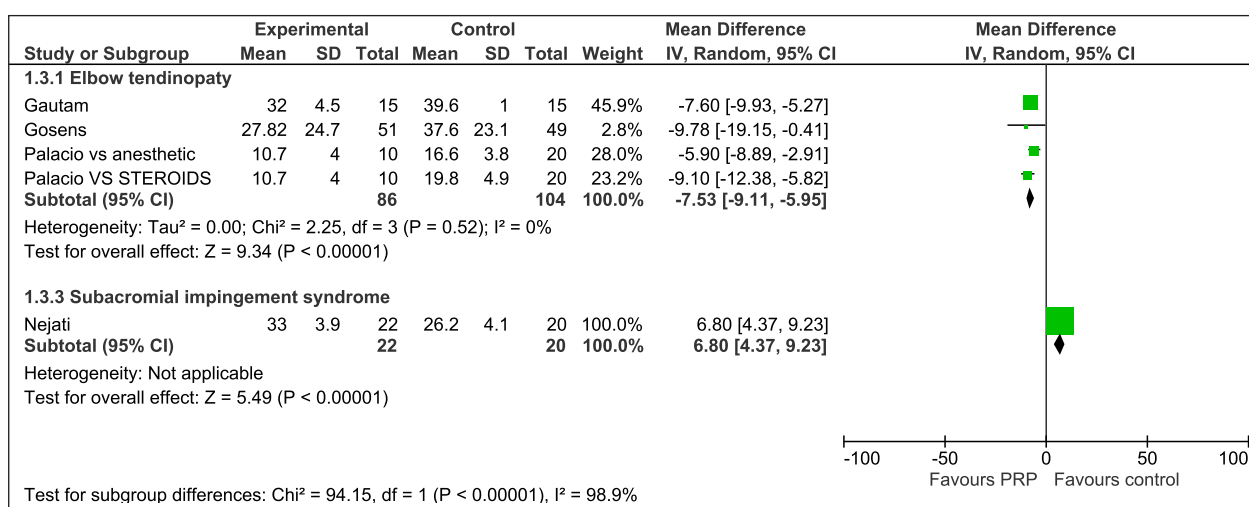 Experimental Control Mean Difference Mean Difference
Study or Subgroup Mean SD Total Mean SD Total Weight IV, Random, 95% CI IV, Random, 95% CI
1.3.1 Elbow tendinopaty
Gautam 32 4.5 15 39.6 1 15 45.9% -7.60 [-9.93, -5.27]
Gosens 27.82 24.7 51 37.6 23.1 49 2.8% -9.78 [-19.15, -0.41]
Palacio vs anesthetic 10.7 4 10 16.6 3.8 20 28.0% -5.90 [-8.89, -2.91]
Palacio VS STEROIDS 10.7 4 10 19.8 4.9 20 23.2% -9.10 [-12.38, -5.82]
Subtotal (95% CI) 86 104 100.0% -7.53 [-9.11, -5.95]
Heterogeneity: Tau² = 0.00; Chi² = 2.25, df = 3 (P = 0.52); I² = 0%
Test for overall effect: Z = 9.34 (P < 0.00001)
1.3.3 Subacromial impingement syndrome
Nejati 33 3.9 22 26.2 4.1 20 100.0% 6.80 [4.37, 9.23]
Subtotal (95% CI) 22 20 100.0% 6.80 [4.37, 9.23]
Heterogeneity: Not applicable
Test for overall effect: Z = 5.49 (P < 0.00001)
-100 -50 0 50 100
Favours PRP Favours control
Test for subgroup differences: Chi² = 94.15, df = 1 (P < 0.00001), I² = 98.9%